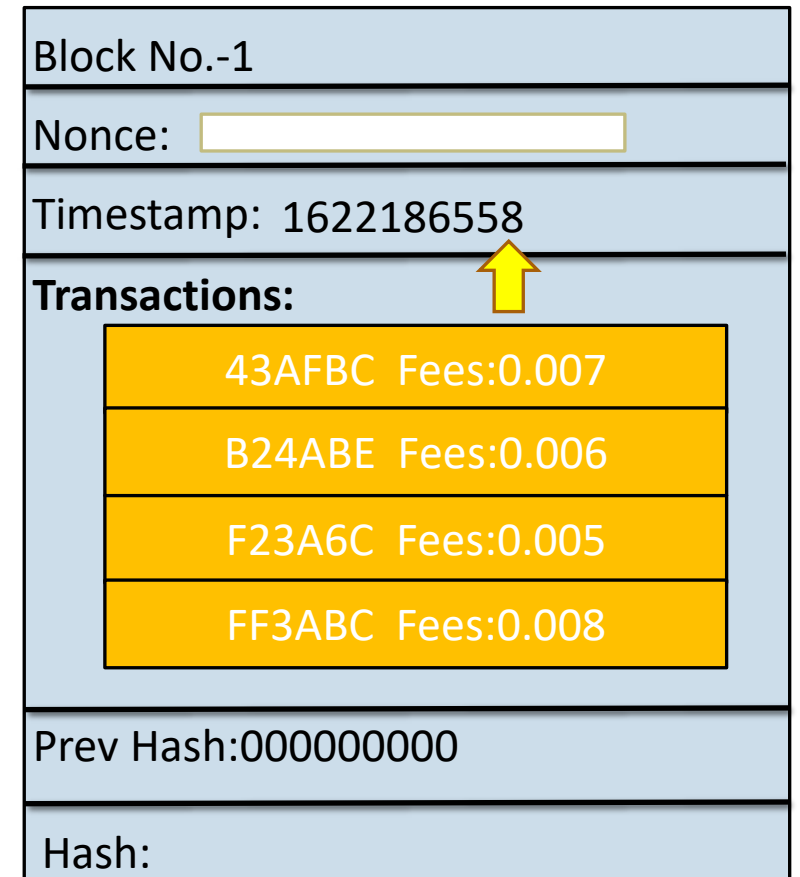 Block No.-1
Nonce:
Timestamp: 1622186558
Transactions:
43AFBC Fees:0.007
B24ABE Fees:0.006
F23A6C Fees:0.005
FF3ABC Fees:0.008
Prev Hash:000000000
Hash: